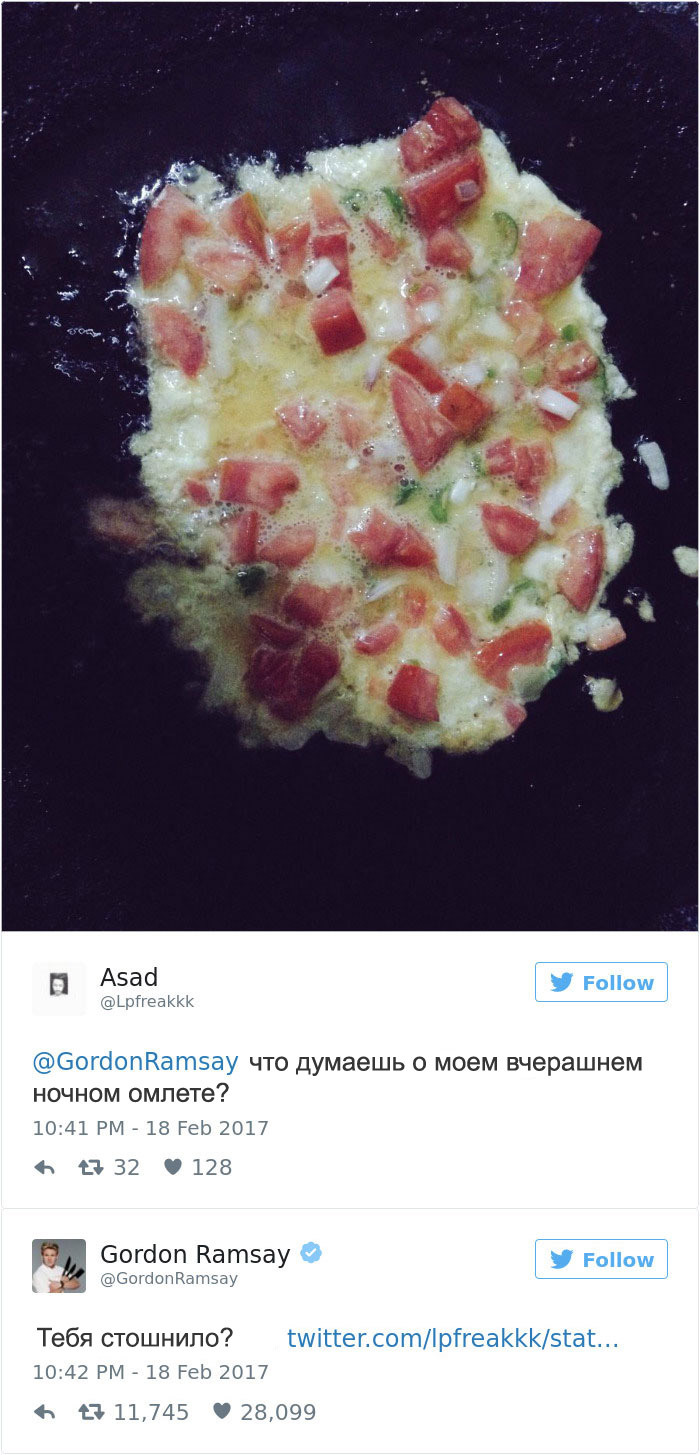 Asad
@Lpfreakkk
Follow
@GordonRamsay что думаешь о моем вчерашнем
ночном омлете?
10:41 PM - 18 Feb 2017
32 128
Gordon Ramsay
@GordonRamsay
Follow
Тебя стошнило? twitter.com/lpfreakkk/stat...
10:42 PM - 18 Feb 2017
11,745 28,099